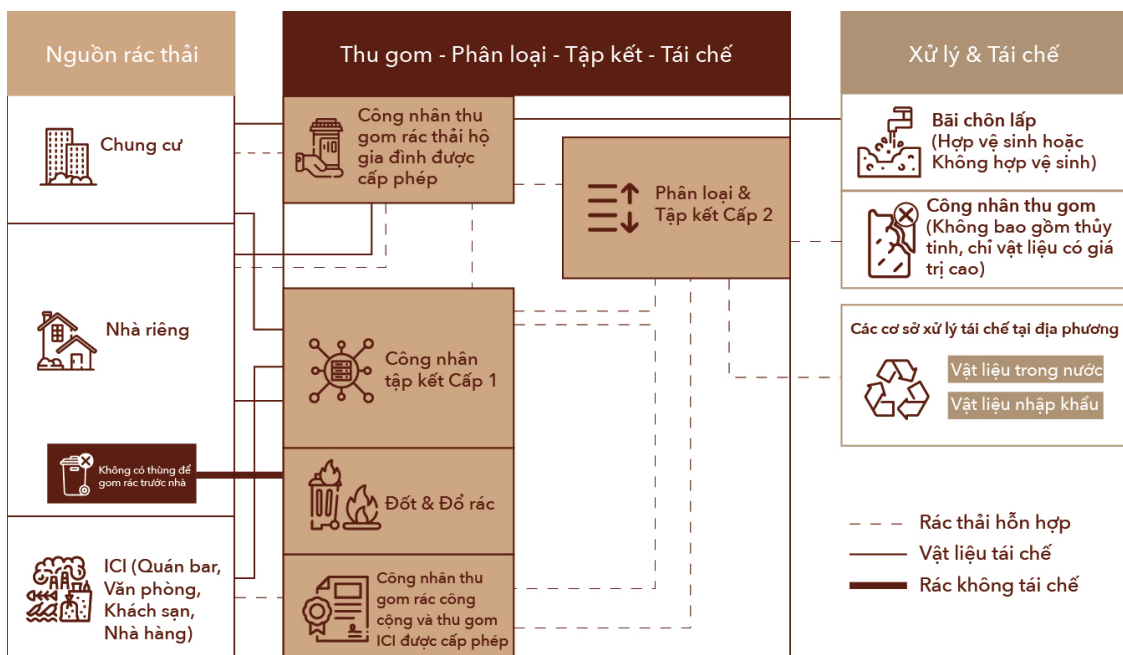 Nguồn rác thải
Thu gom - Phân loại - Tập kết - Tái chế
Xử lý & Tái chế
Chung cư
Nhà riêng
Không có thùng để
gom rác trước nhà
ICI (Quán bar,
Văn phòng,
Khách sạn,
Nhà hàng)
Công nhân thu
gom rác thải hộ
gia đình được
cấp phép
Công nhân
tập kết Cấp 1
Đốt & Đổ rác
Công nhân thu
gom rác công
cộng và thu gom
ICI được cấp phép
Phân loại &
Tập kết Cấp 2
Bãi chôn lấp
(Hợp vệ sinh hoặc
Không hợp vệ sinh)
Công nhân thu gom
(Không bao gồm thủy
tinh, chỉ vật liệu có giá
trị cao)
Các cơ sở xử lý tái chế tại địa phương
Vật liệu trong nước
Vật liệu nhập khẩu
Rác thải hỗn hợp
Vật liệu tái chế
Rác không tái chế